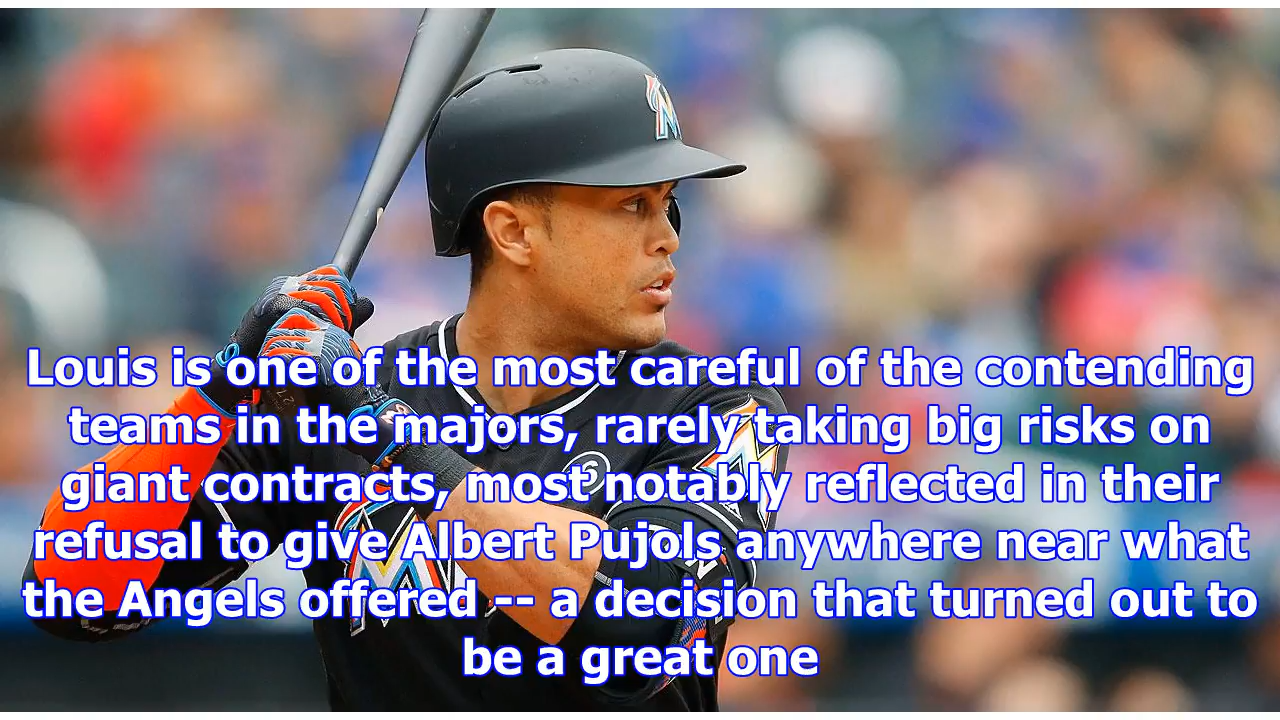 Louis is one of the most careful of the contending
teams in the majors, rarely taking big risks on
giant contracts, most notably reflected in their
refusal to give Albert Pujols anywhere near what
the Angels offered -- a decision that turned out to
be a great one